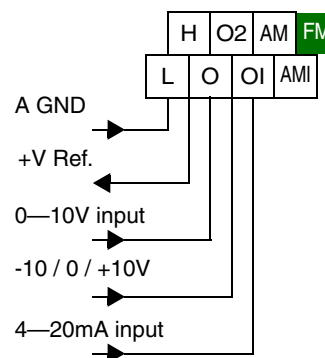 H O2 AM FM
L O OI AMI
A GND
+V Ref.
0—10V input
-10 / 0 / +10V
4—20mA input